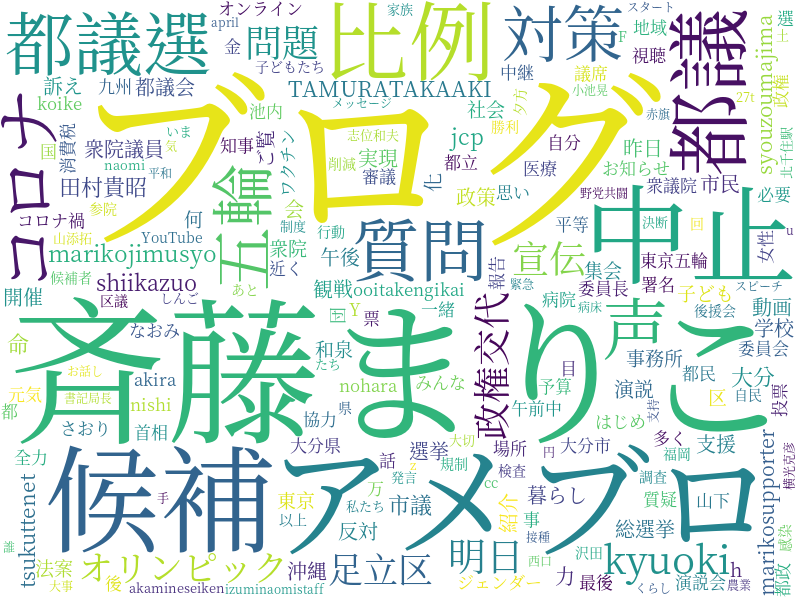 オンライン
april
金
都議選
問題
子どもたち
比例
対策
家族
スタート
F
地域
選
土
視聴
政権
都議
訴え
九州
都議会
koike
TAMURATAKAAKI
中継
議席
小池晃
27t
syouzoumajima
池内
メッセージ
社会
夕方
コロナ
ブログ
国
消費税
いま
気
知事
ご覧
志位和夫
勝利
赤旗
衆院議員
ワクチン
削減
実現
jcp
自分
昨日
北千住駅
naomi
審議
都立
医療
お知らせ
田村貴昭
化
政策
思い
衆議院
市民
必要
平和
参院
コロナ禍
何
五輪
会
制度
平等
野党共闘
決断
回
u
山添拓
YouTube
衆院
行動
質問
宣伝
中止
女性
marikojimusyo
午後
報告
集会
東京五輪
スピーチ
候補者
近く
shiikazuo
あと
緊急
委員長
署名
区議
しんご
観戦
ooitakengikai
病院
病床
子ども
後援会
動画
開催
なおみ
団
Y
票
一緒
政権交代
声
学校
委員会
命
和泉
たち
目
事務所
斉藤まりこ
お話し
akira
nohara
みんな
予算
演説
都民
大分
自民
元気
書記局長
nishi
県
午前中
区
投票
都
さおり
首相
協力
はじめ
支持
全力
大分県
選挙
大切
場所
大分市
多く
支援
福岡
候補
アメブロ
話
規制
検査
円
横光克彦
手
発言
z
cc
暮らし
調査
marikosupporter
tsukuttenet
東京
万
私たち
市議
紹介
質疑
山下
以上
反対
事
総選挙
感染
誰
法案
オリンピック
足立区
明日
接種
kyuoki
h
大事
後
沖縄
西口
沢田
都政
akamineseiken
izuminaomistaff
ジェンダー
力
最後
くらし
演説会
農業